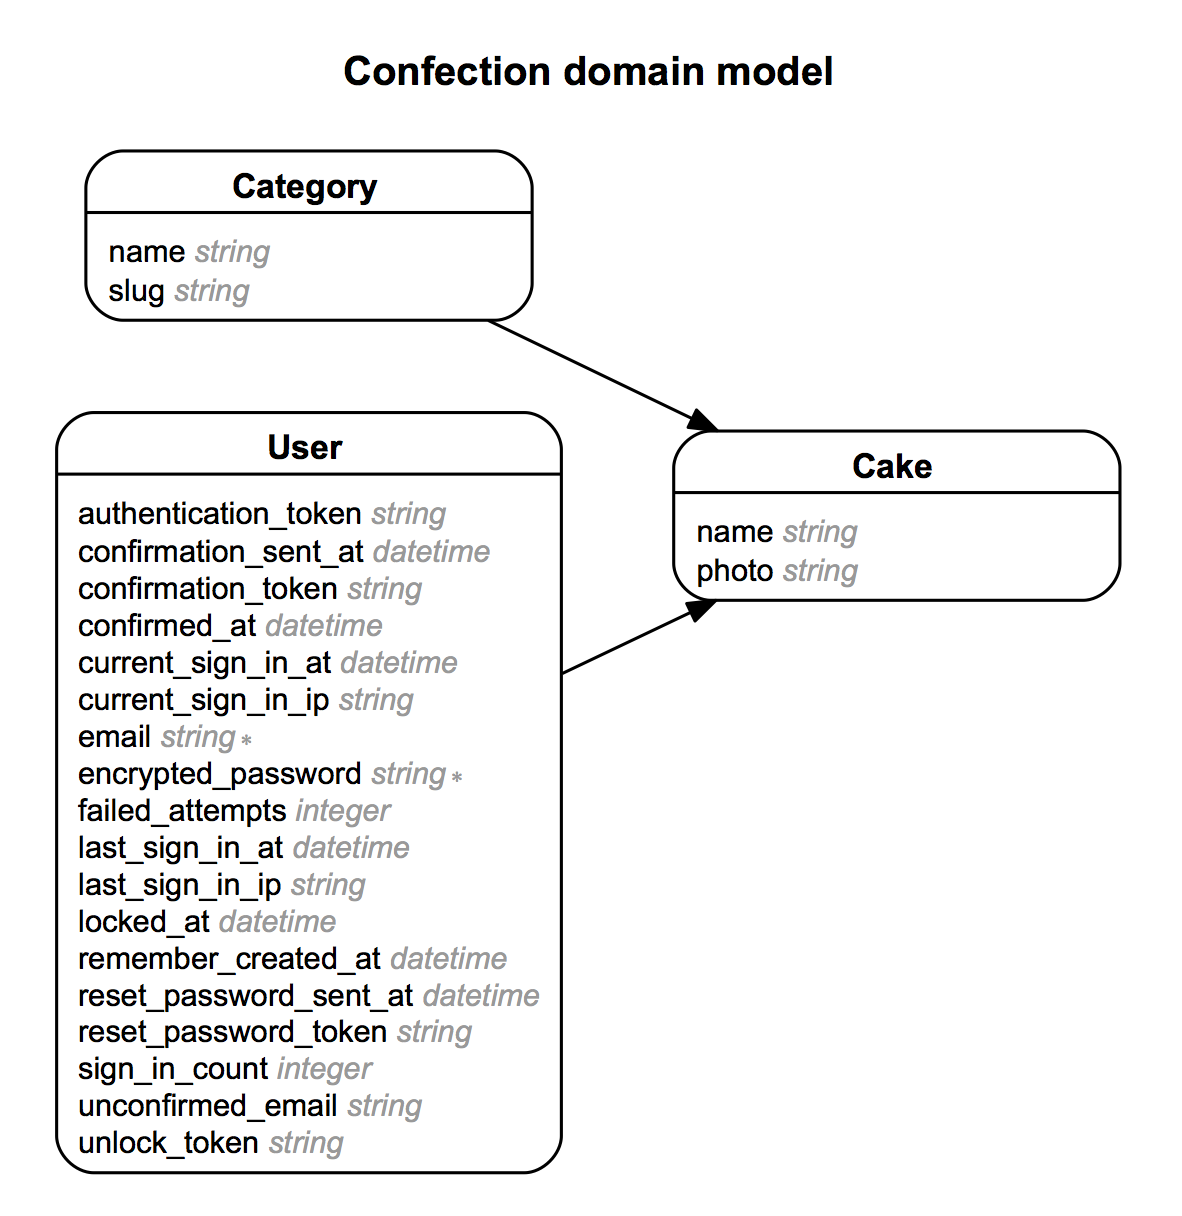 Confection domain model
Category
name string
slug string
User
authentication_token string
confirmation_sent_at datetime
confirmation_token string
confirmed_at datetime
current_sign_in_at datetime
current_sign_in_ip string
email string *
encrypted_password string *
failed_attempts integer
last_sign_in_at datetime
last_sign_in_ip string
locked_at datetime
remember_created_at datetime
reset_password_sent_at datetime
reset_password_token string
sign_in_count integer
unconfirmed_email string
unlock_token string
Cake
name string
photo string